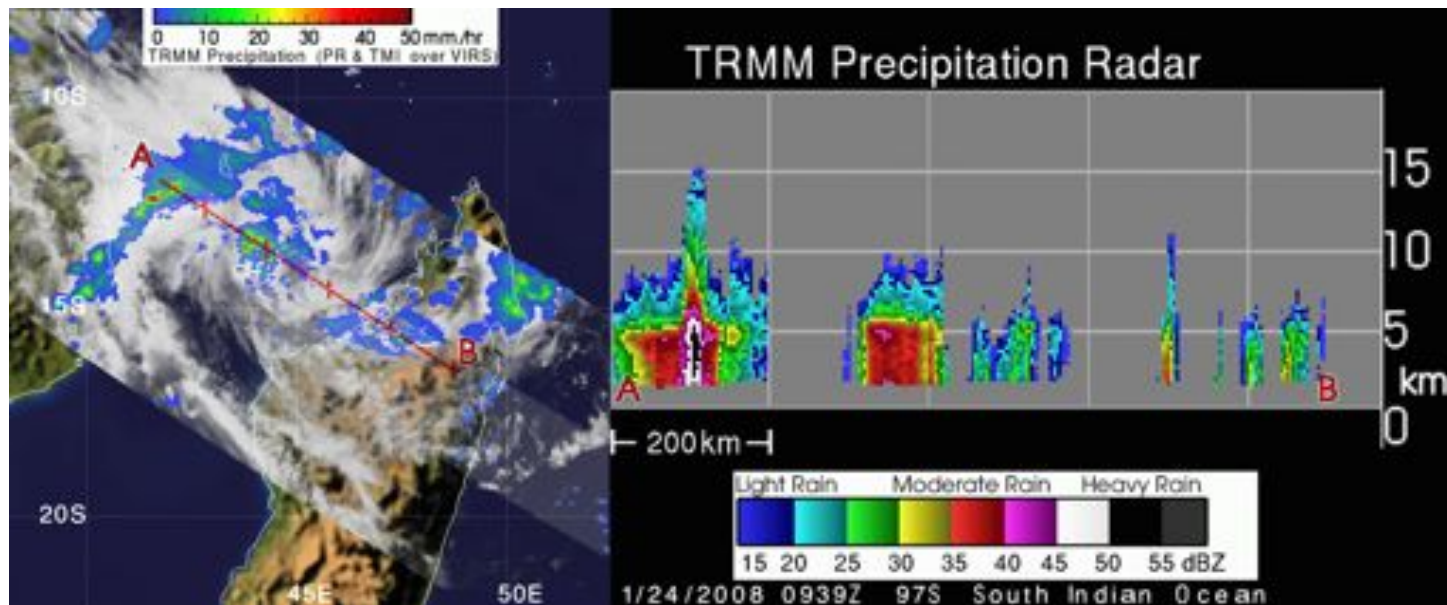 0 10 20 30 40 50mm/hr
TRMM Precipitation (PR & TMI over VIRS)
10S
A
15S
B
20S
45E
50E
TRMM Precipitation Radar
15
10
5
km
0
A
B
200km
Light Rain Moderate Rain Heavy Rain
15 20 25 30 35 40 45 50 55 dBZ
1/24/2008 0939Z 97S South Indian Ocean